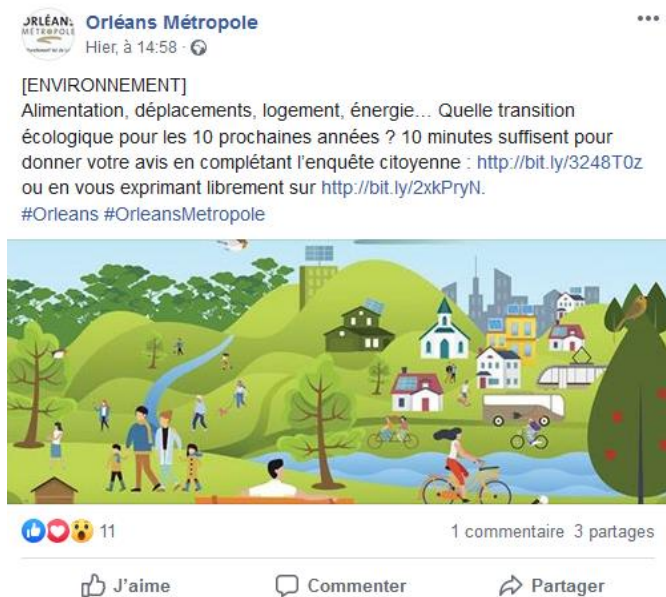 ORLÉANS
MÉTROPOLE
Orléans Métropole
Hier, à 14:58 ·
[ENVIRONNEMENT]
Alimentation, déplacements, logement, énergie... Quelle transition
écologique pour les 10 prochaines années ? 10 minutes suffisent pour
donner votre avis en complétant l'enquête citoyenne : http://bit.ly/3248T0z
ou en vous exprimant librement sur http://bit.ly/2xkPryN.
#Orleans #OrleansMetropole
11
1 commentaire 3 partages
J'aime
Commenter
Partager